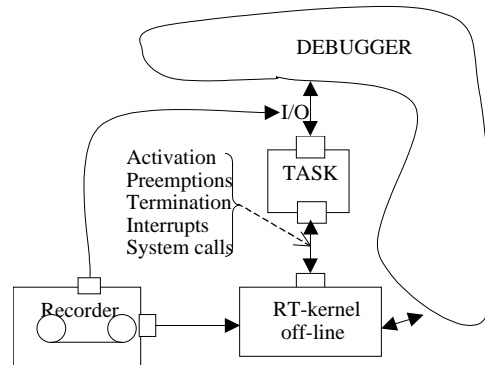 DEBUGGER
I/O
Activation
Preemptions
Termination
Interrupts
System calls
TASK
Recorder
RT-kernel
off-line